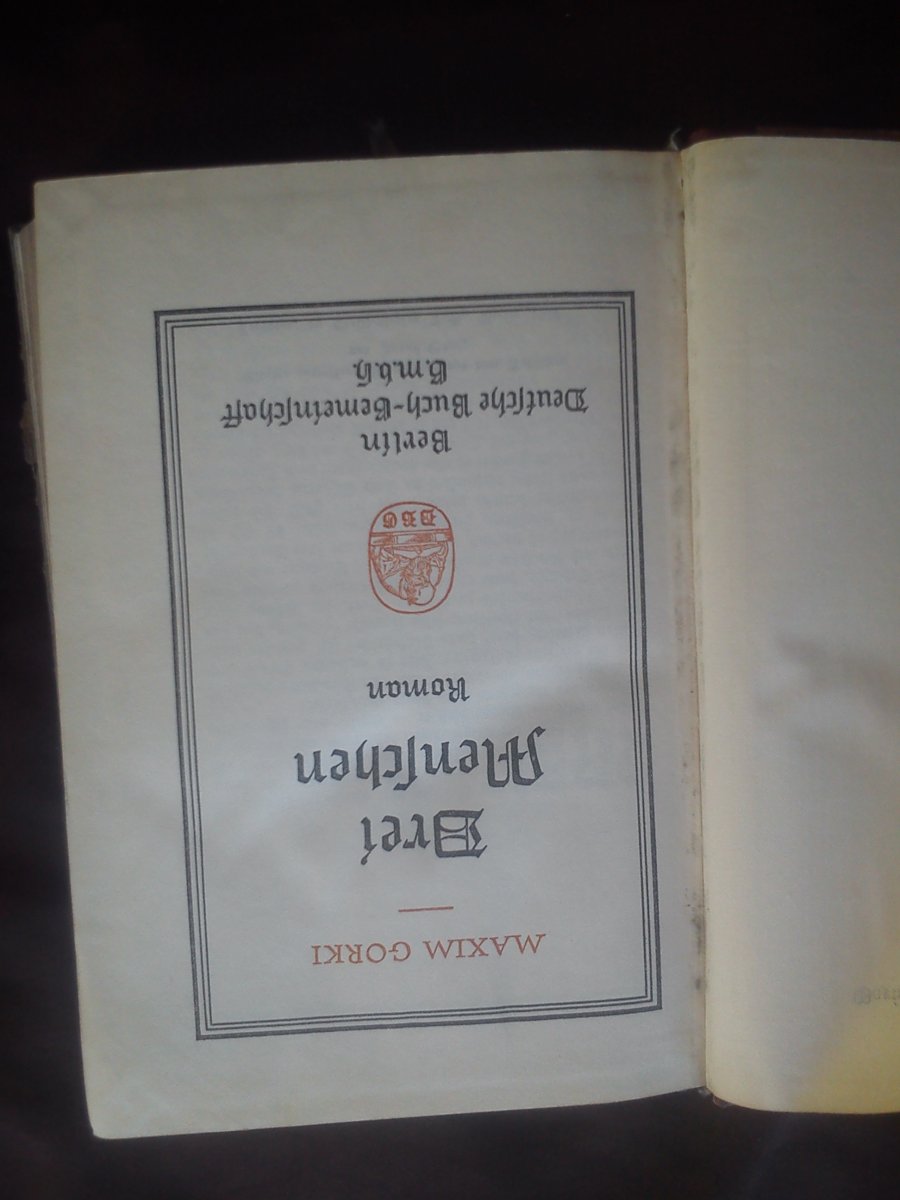 MAXIM GORKI
Drei
Menschen
Roman
DBG
Berlin
Deutsche Buch-Gemeinschaft
G.m.b.H.